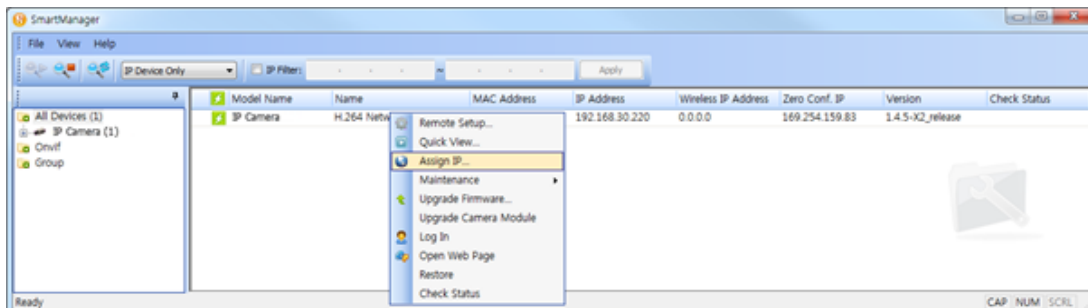 SmartManager
File View Help
IP Device Only IP Filter: . . . ~ . . . Apply
Model Name Name MAC Address IP Address Wireless IP Address Zero Conf. IP Version Check Status
All Devices (1)
IP Camera (1)
Onvif
Group
IP Camera H.264 Netw 192.168.30.220 0.0.0.0 169.254.159.83 1.4.5-X2_release
Remote Setup...
Quick View...
Assign IP...
Maintenance
Upgrade Firmware...
Upgrade Camera Module
Log In
Open Web Page
Restore
Check Status
Ready CAP NUM SCRL